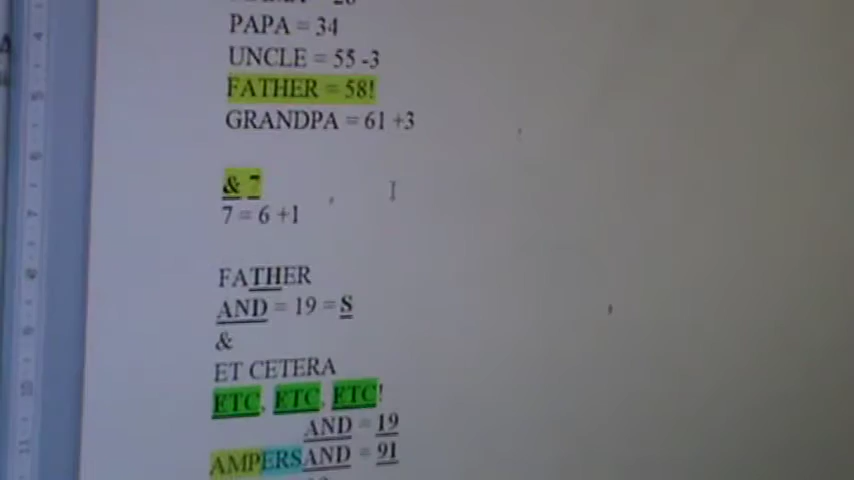 PAPA = 34
UNCLE = 55 -3
FATHER = 58!
GRANDPA = 61 +3
& 7
7 = 6 +1
FATHER
AND = 19 = S
&
ET CETERA
ETC, ETC, ETC!
AND = 19
AMPERSAND = 91